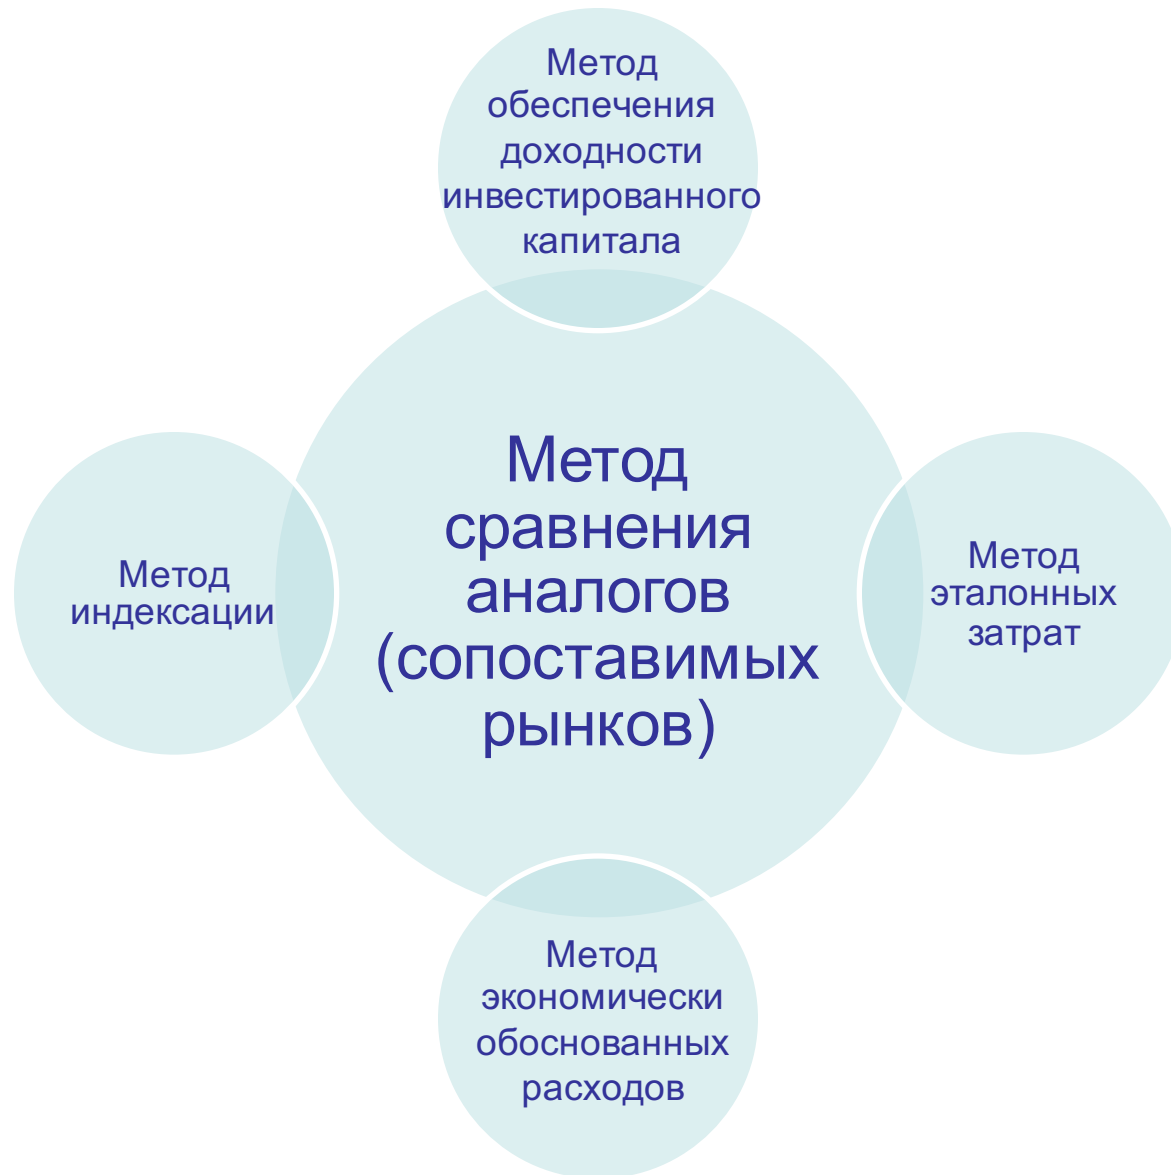 Метод
обеспечения
доходности
инвестированного
капитала
Метод
сравнения
аналогов
(сопоставимых
рынков)
Метод
индексации
Метод
эталонных
затрат
Метод
экономически
обоснованных
расходов